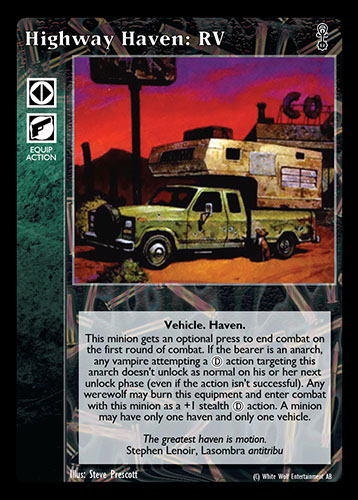 Highway Haven: RV
EQUIP
ACTION
CO
Vehicle. Haven.
This minion gets an optional press to end combat on
the first round of combat. If the bearer is an anarch,
any vampire attempting a Ⓓ action targeting this
anarch doesn't unlock as normal on his or her next
unlock phase (even if the action isn't successful). Any
werewolf may burn this equipment and enter combat
with this minion as a +1 stealth Ⓓ action. A minion
may have only one haven and only one vehicle.
The greatest haven is motion.
Stephen Lenoir, Lasombra antitribu
Illus: Steve Prescott
(C) White Wolf Entertainment AB